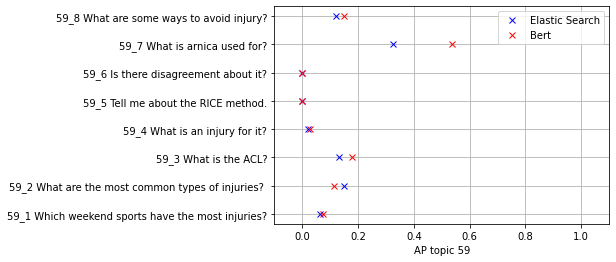 59_8 What are some ways to avoid injury?
59_7 What is arnica used for?
59_6 Is there disagreement about it?
59_5 Tell me about the RICE method.
59_4 What is an injury for it?
59_3 What is the ACL?
59_2 What are the most common types of injuries?
59_1 Which weekend sports have the most injuries?
Elastic Search
Bert
0.0 0.2 0.4 0.6 0.8 1.0
AP topic 59